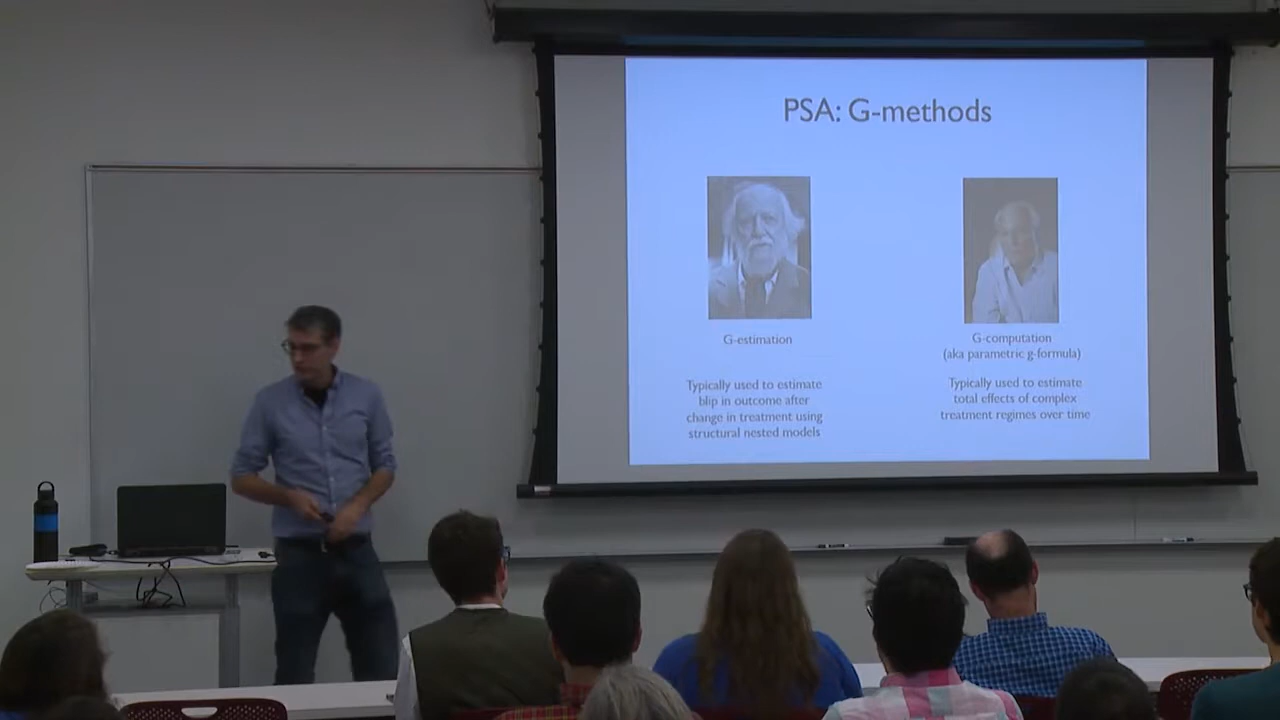 PSA: G-methods
G-estimation
Typically used to estimate
blip in outcome after
change in treatment using
structural nested models
G-computation
(aka parametric g-formula)
Typically used to estimate
total effects of complex
treatment regimes over time